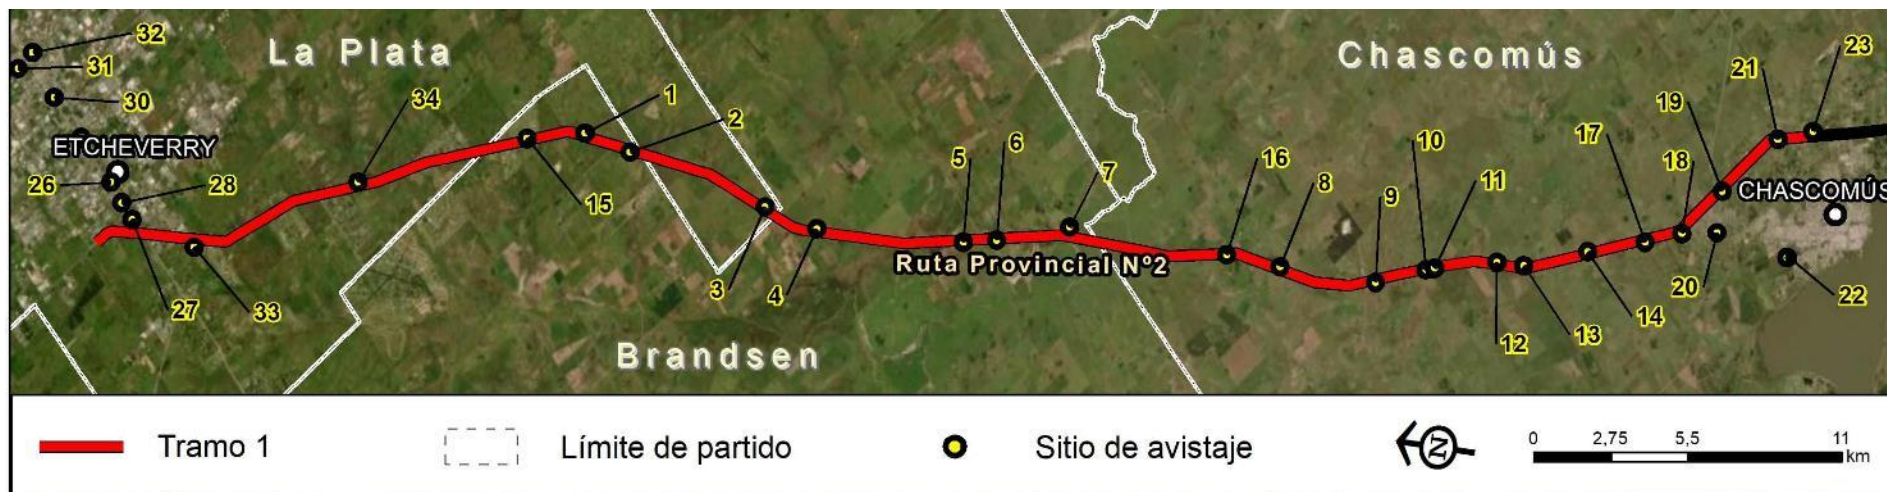 32
La Plata
Chascomús
23
21
31
34
1
30
2
19
ETCHEVERRY
5
6
17
10
16
18
7
26
28
8
9
11
CHASCOMÚS
15
Ruta Provincial Nº2
3
4
20
22
27
33
14
12
13
Brandsen
Tramo 1
Límite de partido
Sitio de avistaje
N
0 2,75 5,5 11
km